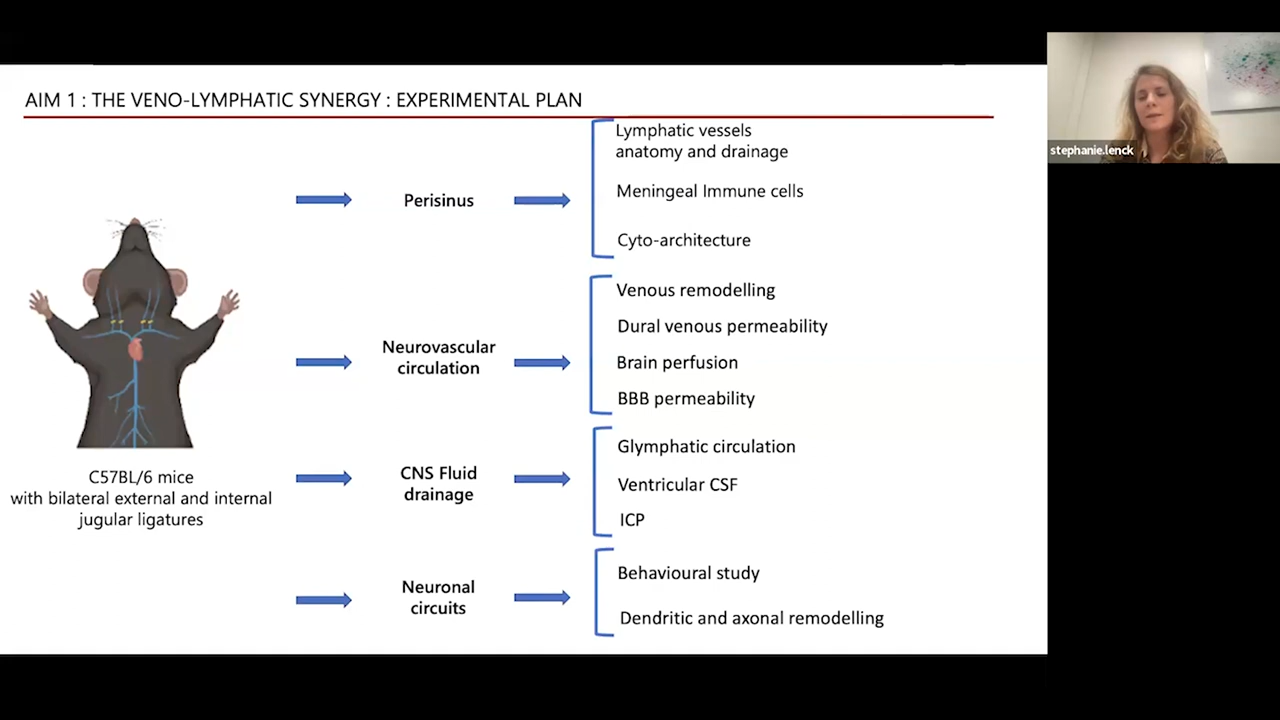 AIM 1 : THE VENO-LYMPHATIC SYNERGY : EXPERIMENTAL PLAN
stephanie.lenck
C57BL/6 mice
with bilateral external and internal
jugular ligatures
Perisinus
Lymphatic vessels
anatomy and drainage
Meningeal Immune cells
Cyto-architecture
Neurovascular
circulation
Venous remodelling
Dural venous permeability
Brain perfusion
BBB permeability
CNS Fluid
drainage
Glymphatic circulation
Ventricular CSF
ICP
Neuronal
circuits
Behavioural study
Dendritic and axonal remodelling